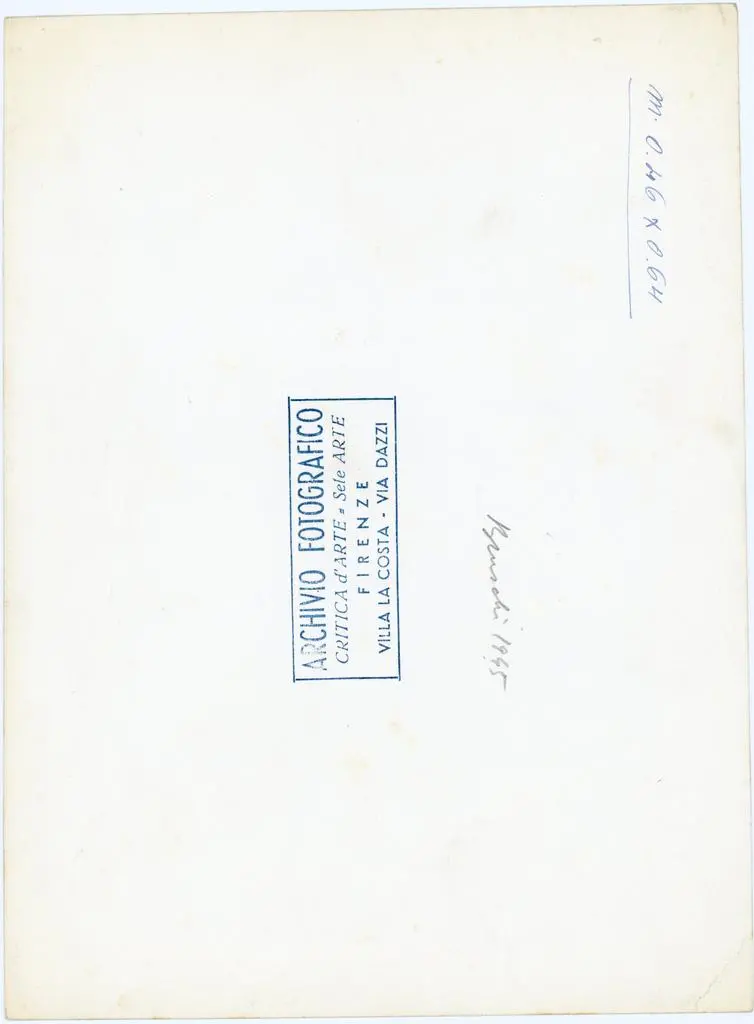 m. 0.46 x 0.64
ARCHIVIO FOTOGRAFICO
CRITICA d'ARTE = Sele ARTE
FIRENZE
VILLA LA COSTA - VIA DAZZI
1945